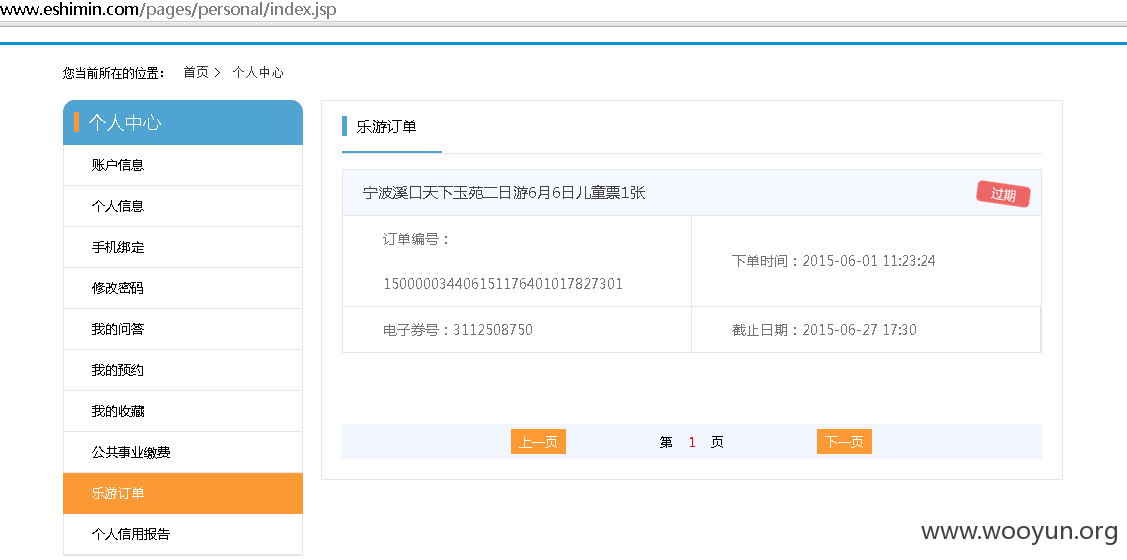 www.eshimin.com/pages/personal/index.jsp
您当前所在的位置： 首页 > 个人中心
个人中心
账户信息
个人信息
手机绑定
修改密码
我的问答
我的预约
我的收藏
公共事业缴费
乐游订单
个人信用报告
乐游订单
宁波溪口天下玉苑二日游6月6日儿童票1张
过期
订单编号：
150000034406151176401017827301
下单时间：2015-06-01 11:23:24
电子券号：3112508750
截止日期：2015-06-27 17:30
上一页 第 1 页 下一页
www.wooyun.org